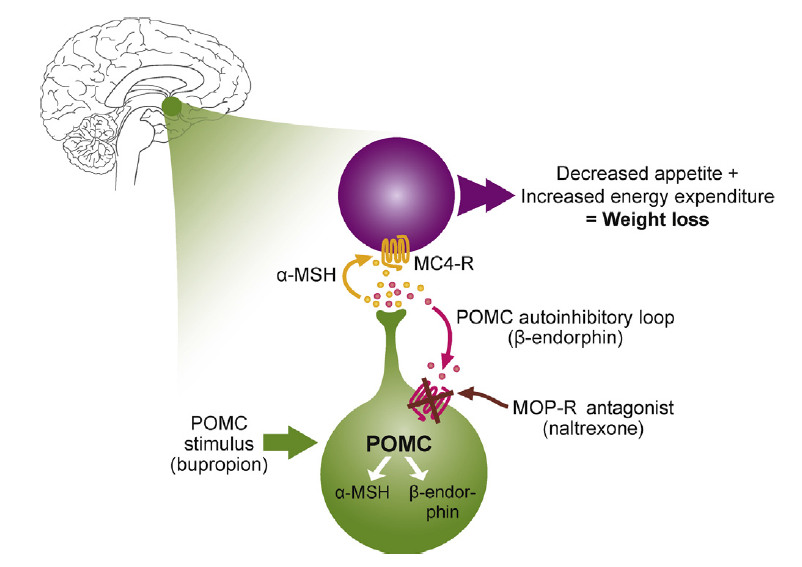 Decreased appetite +
Increased energy expenditure
= Weight loss
α-MSH
MC4-R
POMC autoinhibitory loop
(β-endorphin)
MOP-R antagonist
(naltrexone)
POMC
stimulus
(bupropion)
POMC
α-MSH
β-endor-
phin